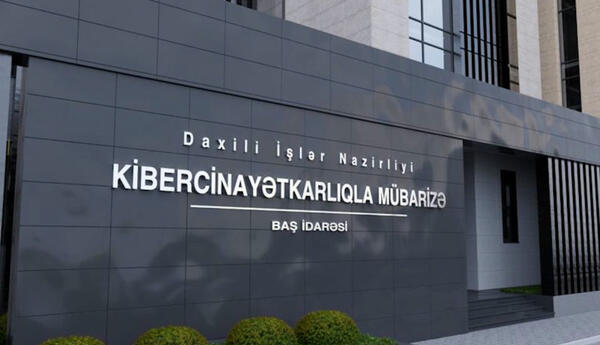 Daxili İşlər Nazirliyi
KİBERCİNAYƏTKARLIQLA MÜBARİZƏ
BAŞ İDARƏSİ